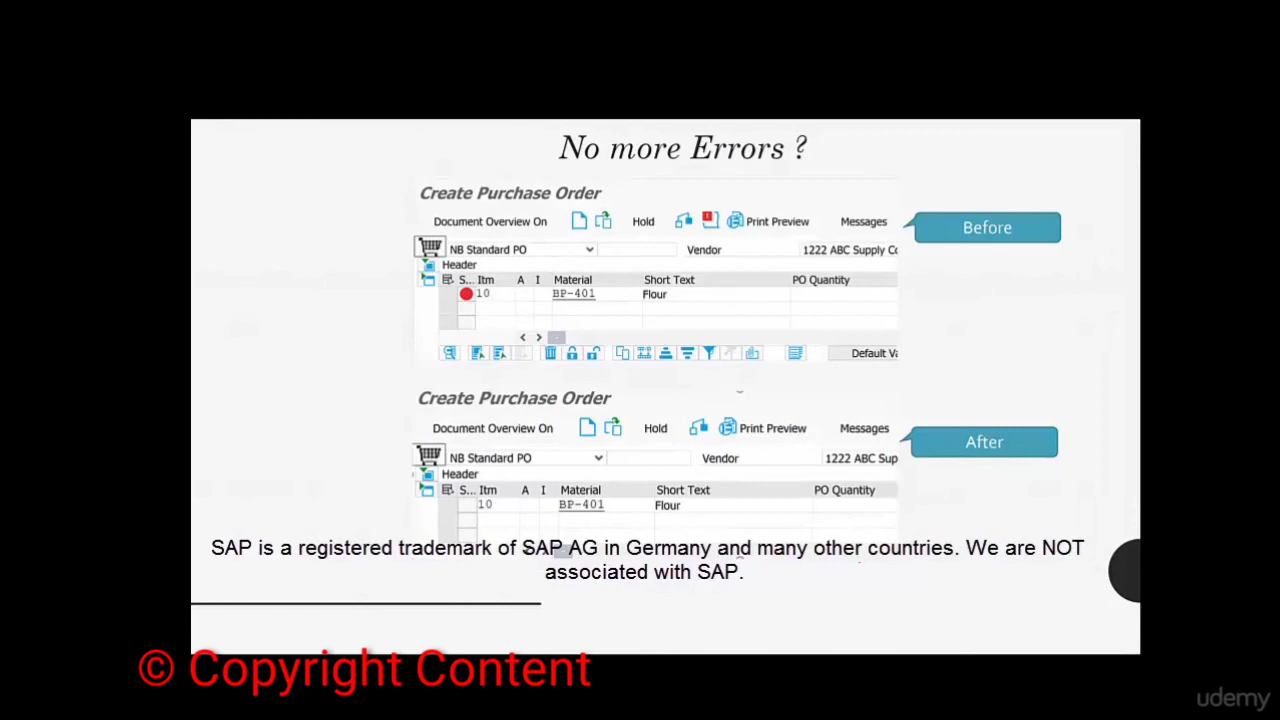 No more Errors ?
Create Purchase Order
Document Overview On Hold Print Preview Messages
Before
NB Standard PO Vendor 1222 ABC Supply Co
Header
S... Itm A I Material Short Text PO Quantity
10 BP-401 Flour
Default Va
Create Purchase Order
Document Overview On Hold Print Preview Messages
After
NB Standard PO Vendor 1222 ABC Sup
Header
S... Itm A I Material Short Text PO Quantity
10 BP-401 Flour
SAP is a registered trademark of SAP AG in Germany and many other countries. We are NOT
associated with SAP.
© Copyright Content
udemy